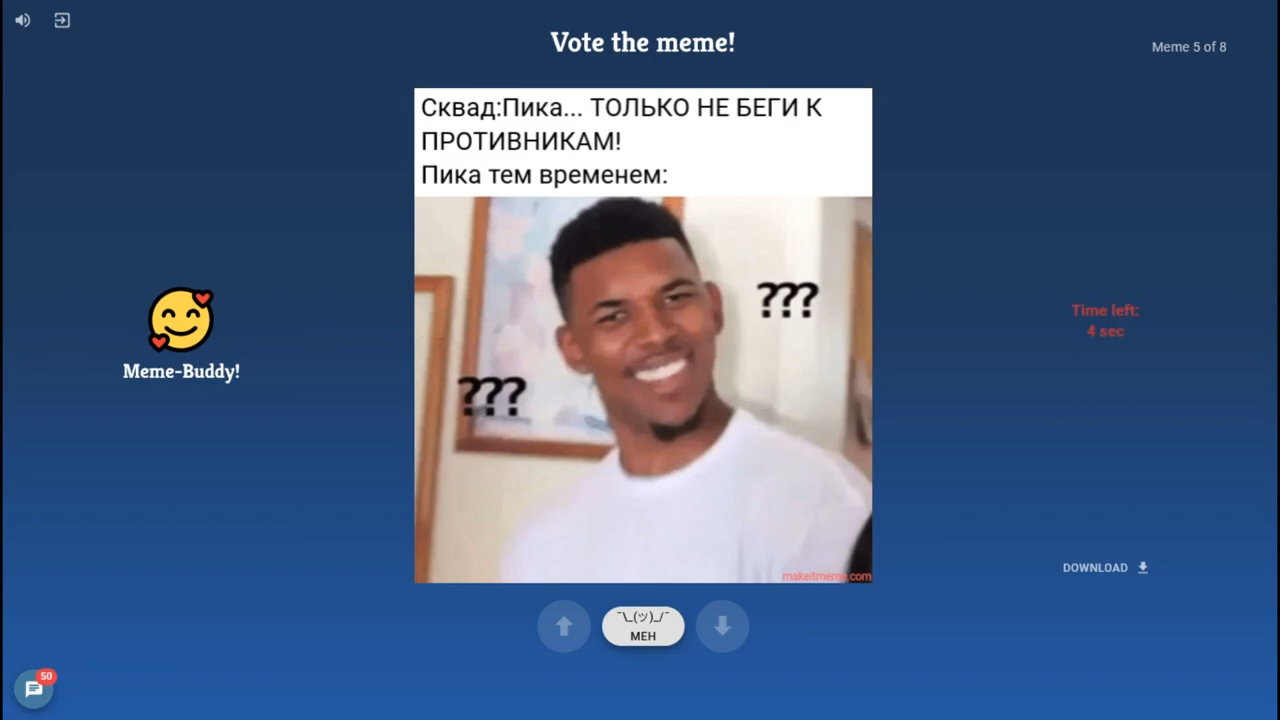 Vote the meme!
Meme 5 of 8
Сквад:Пика... ТОЛЬКО НЕ БЕГИ К
ПРОТИВНИКАМ!
Пика тем временем:
???
???
Meme-Buddy!
Time left:
4 sec
makeitmeme.com
DOWNLOAD
¯\_(ツ)_/¯
MEH
50